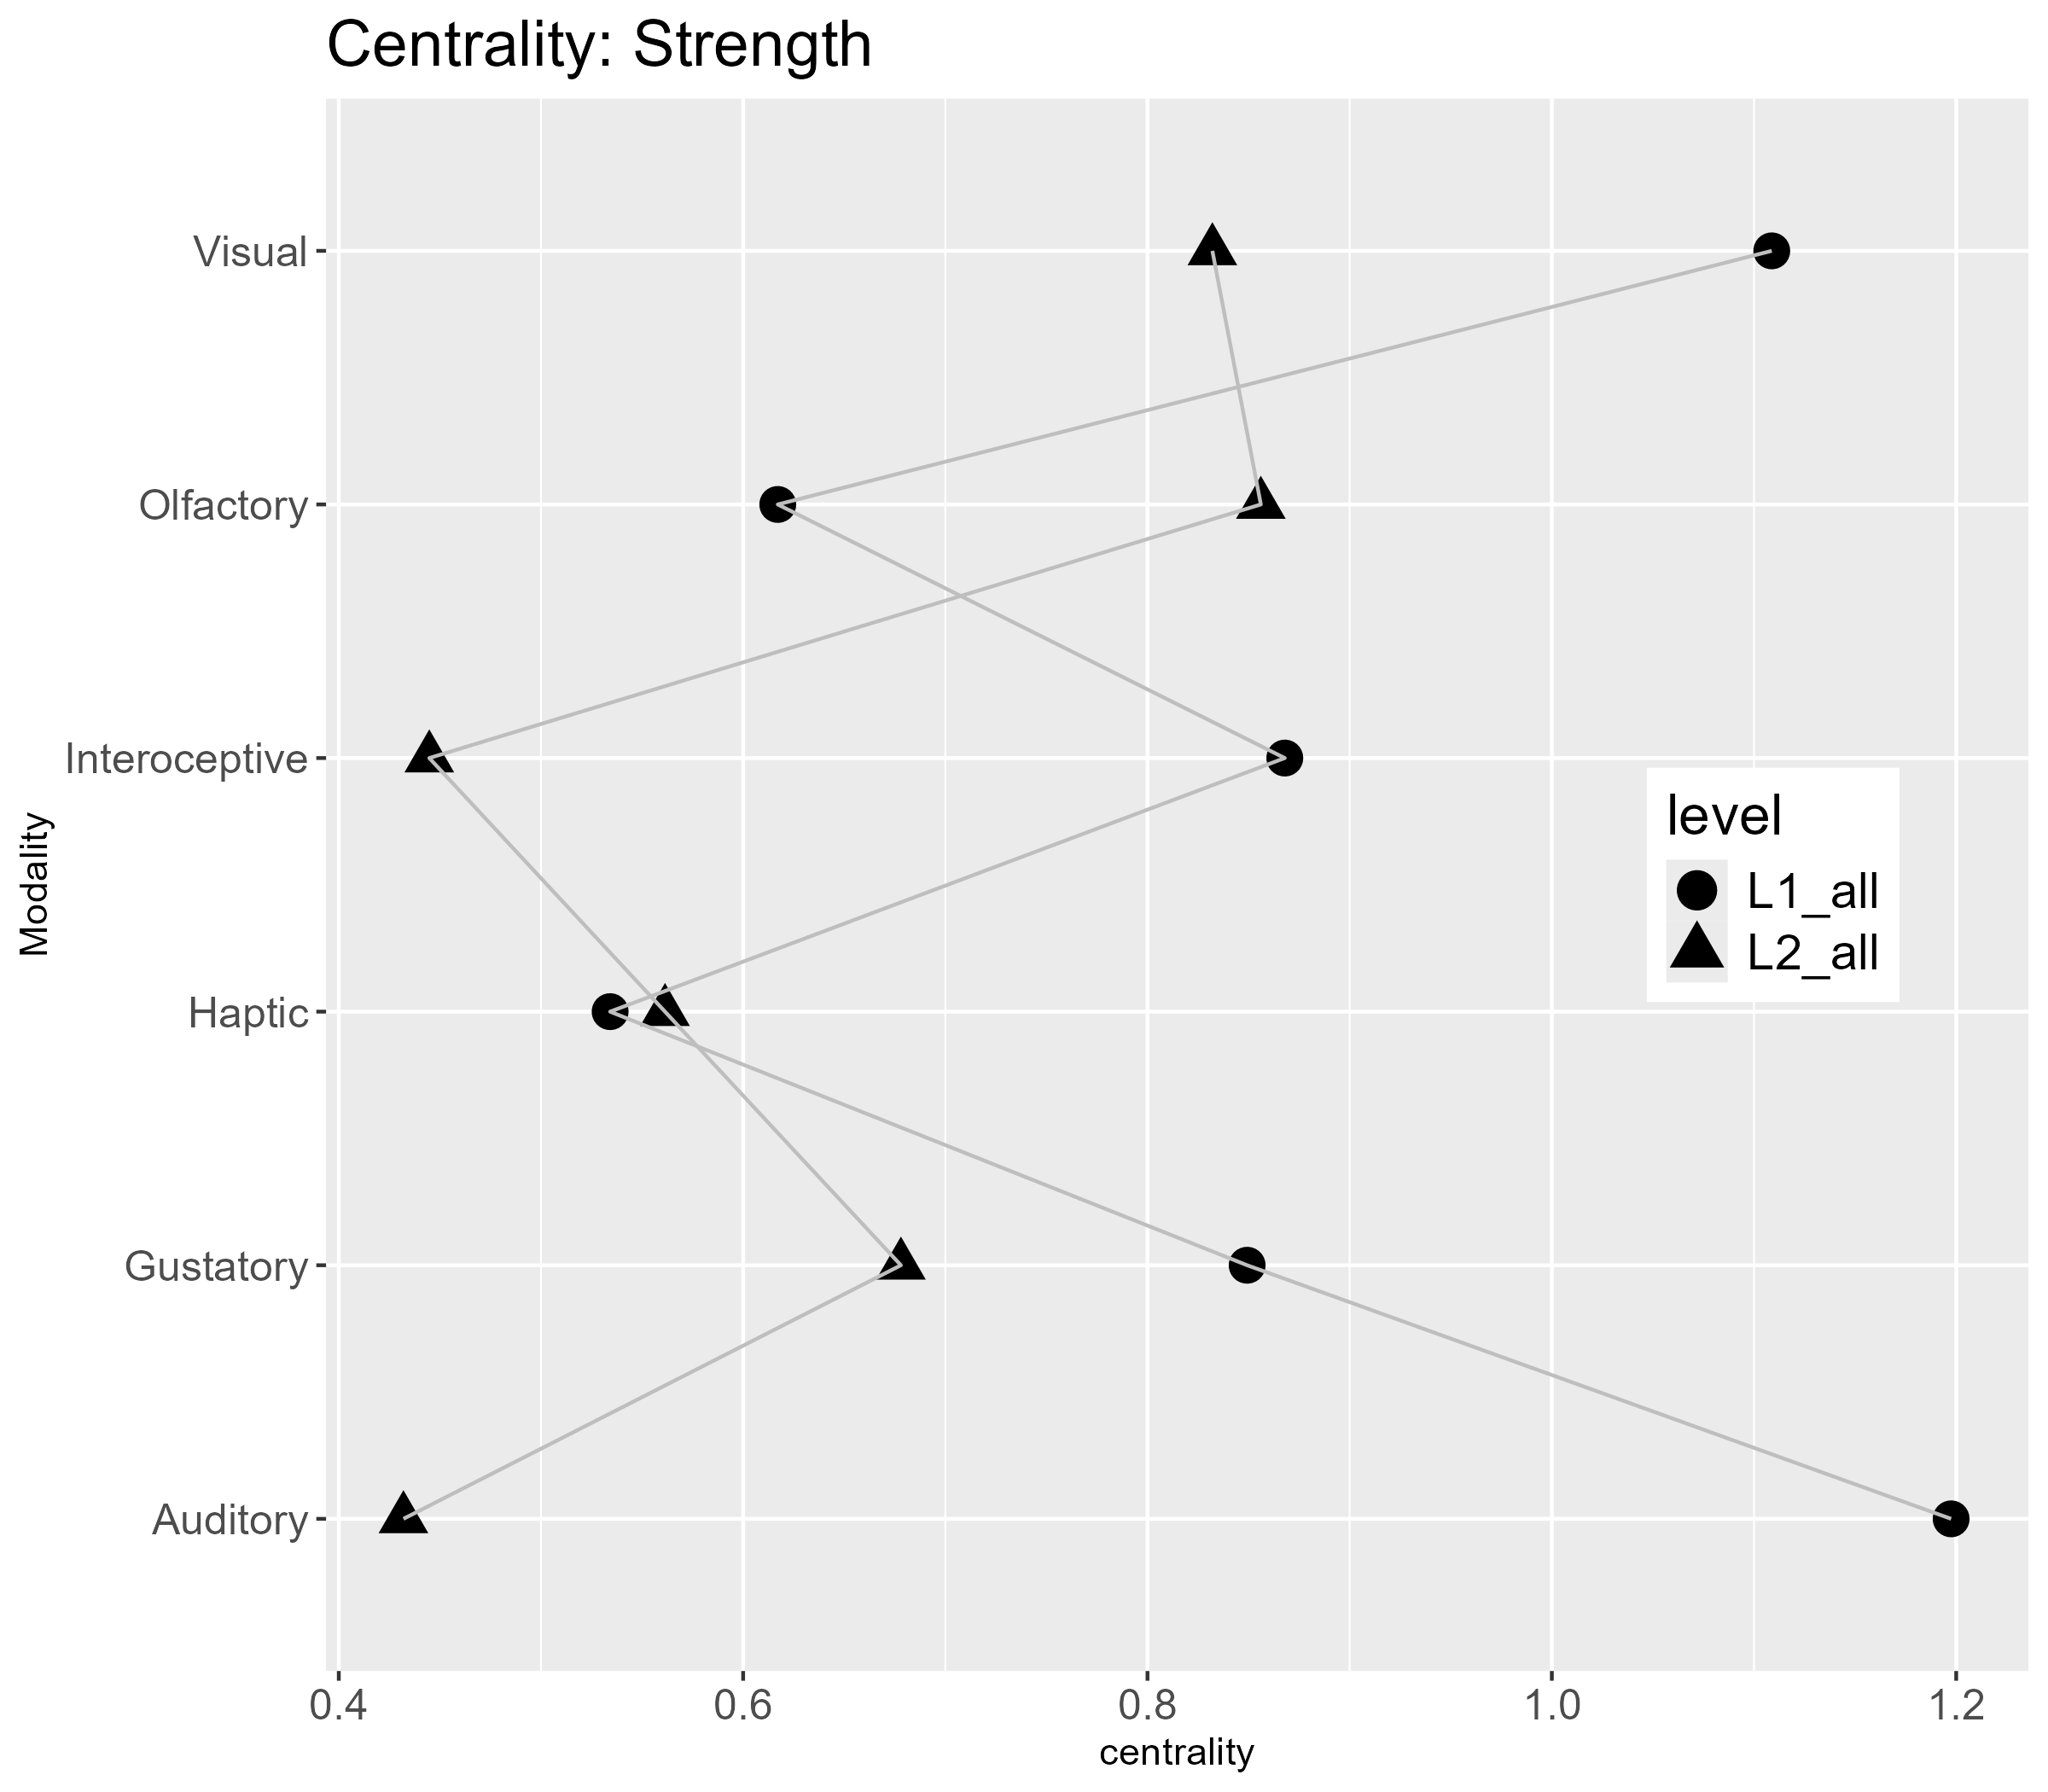 Centrality: Strength
Visual
Olfactory
Interoceptive
Haptic
Gustatory
Auditory
Modality
level
L1_all
L2_all
0.4 0.6 0.8 1.0 1.2
centrality